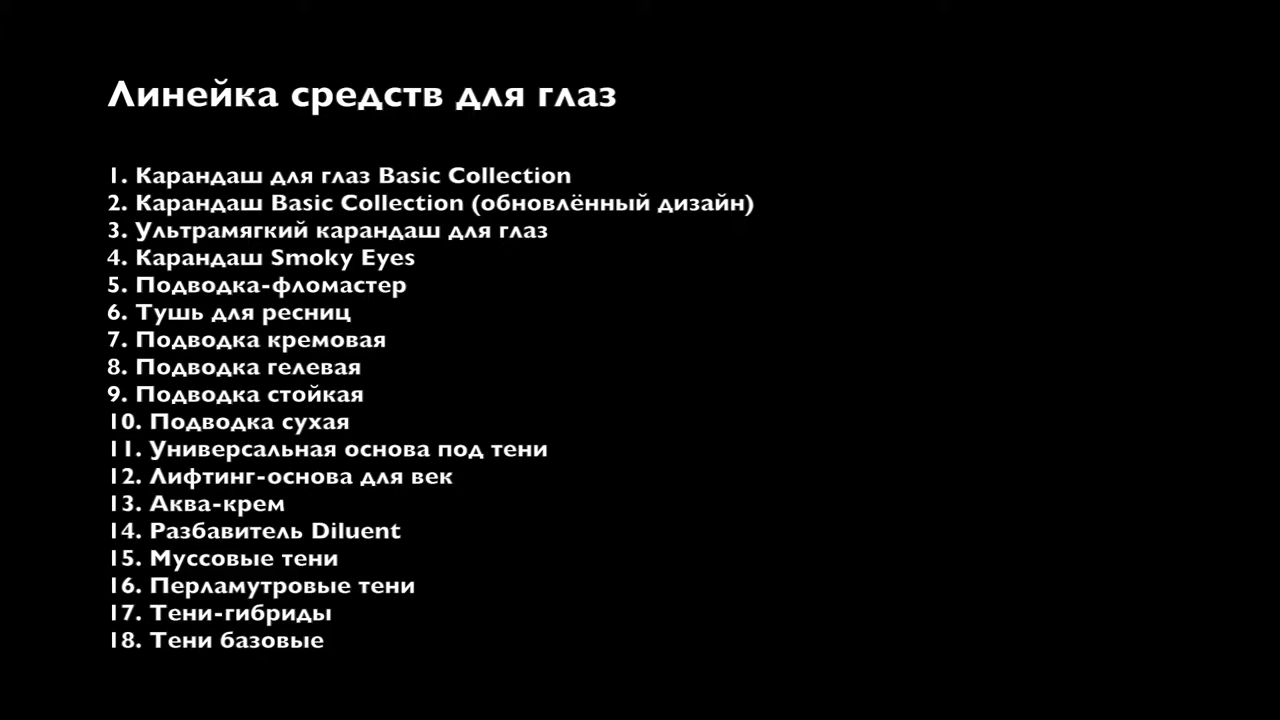 Линейка средств для глаз
1. Карандаш для глаз Basic Collection
2. Карандаш Basic Collection (обновлённый дизайн)
3. Ультрамягкий карандаш для глаз
4. Карандаш Smoky Eyes
5. Подводка-фломастер
6. Тушь для ресниц
7. Подводка кремовая
8. Подводка гелевая
9. Подводка стойкая
10. Подводка сухая
11. Универсальная основа под тени
12. Лифтинг-основа для век
13. Аква-крем
14. Разбавитель Diluent
15. Муссовые тени
16. Перламутровые тени
17. Тени-гибриды
18. Тени базовые